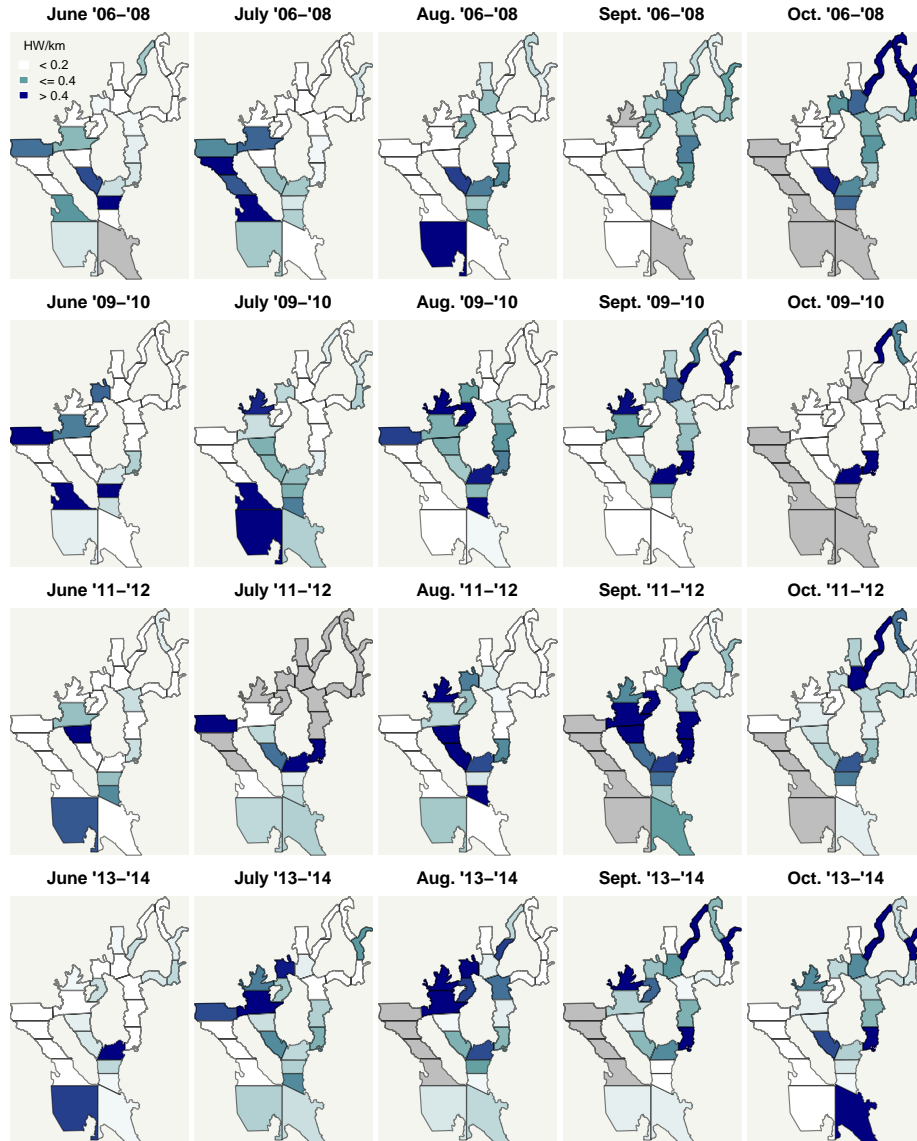 June '06–'08 July '06–'08 Aug. '06–'08 Sept. '06–'08 Oct. '06–'08
HW/km
< 0.2
<= 0.4
> 0.4
June '09–'10 July '09–'10 Aug. '09–'10 Sept. '09–'10 Oct. '09–'10
June '11–'12 July '11–'12 Aug. '11–'12 Sept. '11–'12 Oct. '11–'12
June '13–'14 July '13–'14 Aug. '13–'14 Sept. '13–'14 Oct. '13–'14